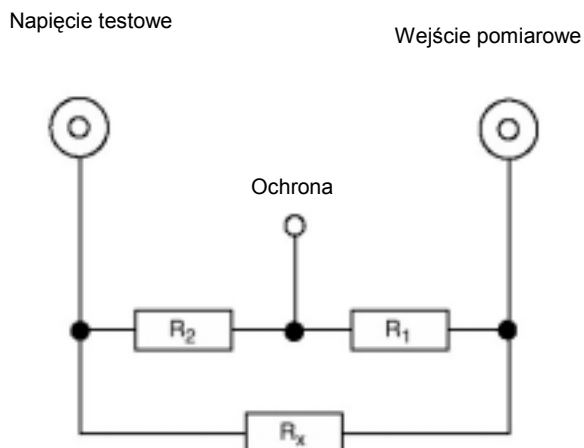 Napięcie testowe
Wejście pomiarowe
Ochrona
R₂
R₁
Rₓ